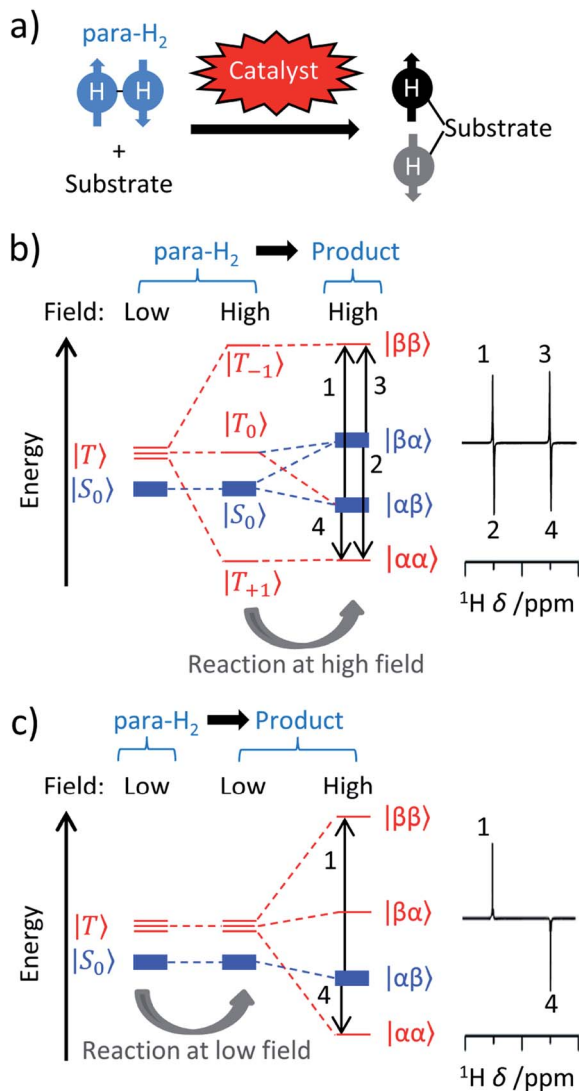 a)
para-H₂
H
H
+
Substrate
Catalyst
H
H
Substrate
b)
para-H₂
Product
Field:
Low
High
High
Energy
|T⟩
|S₀⟩
|T₋₁⟩
|T₀⟩
|S₀⟩
|T₊₁⟩
1
3
2
4
|ββ⟩
|βα⟩
|αβ⟩
|αα⟩
1
3
2
4
¹H δ /ppm
Reaction at high field
c)
para-H₂
Product
Field:
Low
Low
High
Energy
|T⟩
|S₀⟩
1
4
|ββ⟩
|βα⟩
|αβ⟩
|αα⟩
1
4
¹H δ /ppm
Reaction at low field